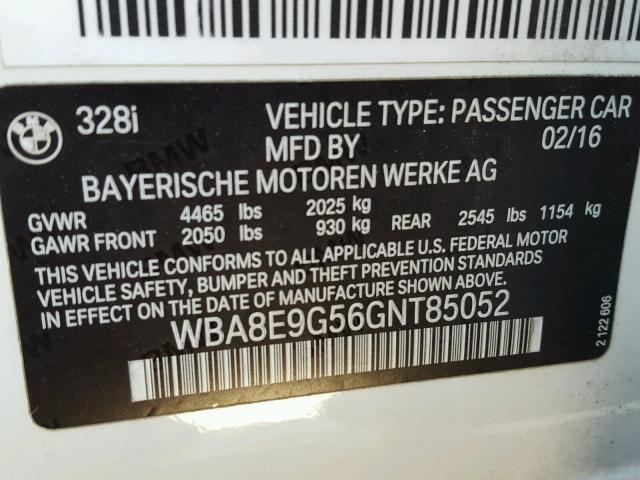 328i VEHICLE TYPE: PASSENGER CAR
MFD BY 02/16
BAYERISCHE MOTOREN WERKE AG
GVWR 4465 lbs 2025 kg
GAWR FRONT 2050 lbs 930 kg REAR 2545 lbs 1154 kg
THIS VEHICLE CONFORMS TO ALL APPLICABLE U.S. FEDERAL MOTOR
VEHICLE SAFETY, BUMPER AND THEFT PREVENTION STANDARDS
IN EFFECT ON THE DATE OF MANUFACTURE SHOWN ABOVE.
WBA8E9G56GNT85052
2 122 606